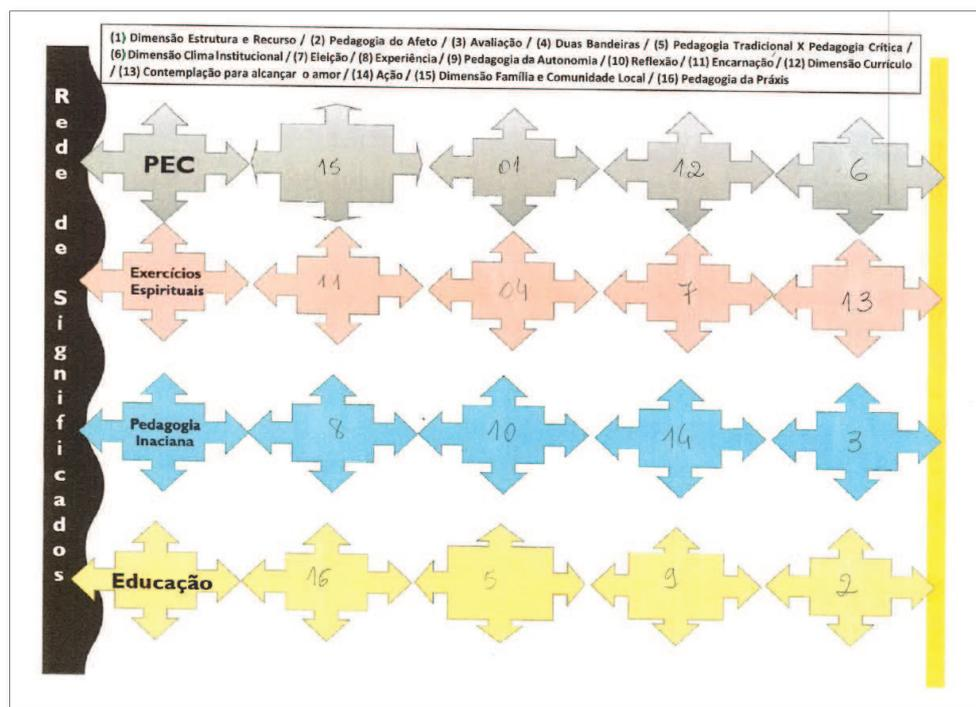 (1) Dimensão Estrutura e Recurso / (2) Pedagogia do Afeto / (3) Avaliação / (4) Duas Bandeiras / (5) Pedagogia Tradicional X Pedagogia Crítica /
(6) Dimensão Clima Institucional / (7) Eleição / (8) Experiência / (9) Pedagogia da Autonomia / (10) Reflexão / (11) Encarnação / (12) Dimensão Currículo
/ (13) Contemplação para alcançar o amor / (14) Ação / (15) Dimensão Família e Comunidade Local / (16) Pedagogia da Práxis
Rede de Significados
PEC 15 01 12 6
Exercícios
Espirituais 11 04 7 13
Pedagogia
Inaciana 8 10 14 3
Educação 16 5 9 2